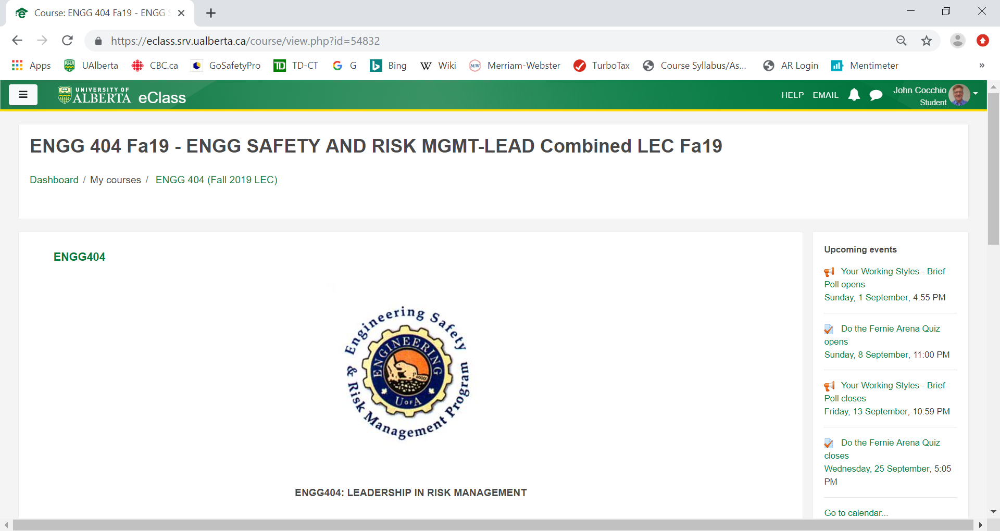 Course: ENGG 404 Fa19 - ENGG S
https://eclass.srv.ualberta.ca/course/view.php?id=54832
Apps UAlberta CBC.ca GoSafetyPro TD TD-CT G G b Bing W Wiki M-W Merriam-Webster TurboTax Course Syllabus/As... AR Login Mentimeter »
UNIVERSITY OF
ALBERTA eClass
HELP EMAIL
John Cocchio
Student
ENGG 404 Fa19 - ENGG SAFETY AND RISK MGMT-LEAD Combined LEC Fa19
Dashboard / My courses / ENGG 404 (Fall 2019 LEC)
ENGG404
Engineering Safety
& Risk Management Program
ENGINEERING
U OF A
ENGG404: LEADERSHIP IN RISK MANAGEMENT
Upcoming events
Your Working Styles - Brief
Poll opens
Sunday, 1 September, 4:55 PM
Do the Fernie Arena Quiz
opens
Sunday, 8 September, 11:00 PM
Your Working Styles - Brief
Poll closes
Friday, 13 September, 10:59 PM
Do the Fernie Arena Quiz
closes
Wednesday, 25 September, 5:05
PM
Go to calendar...